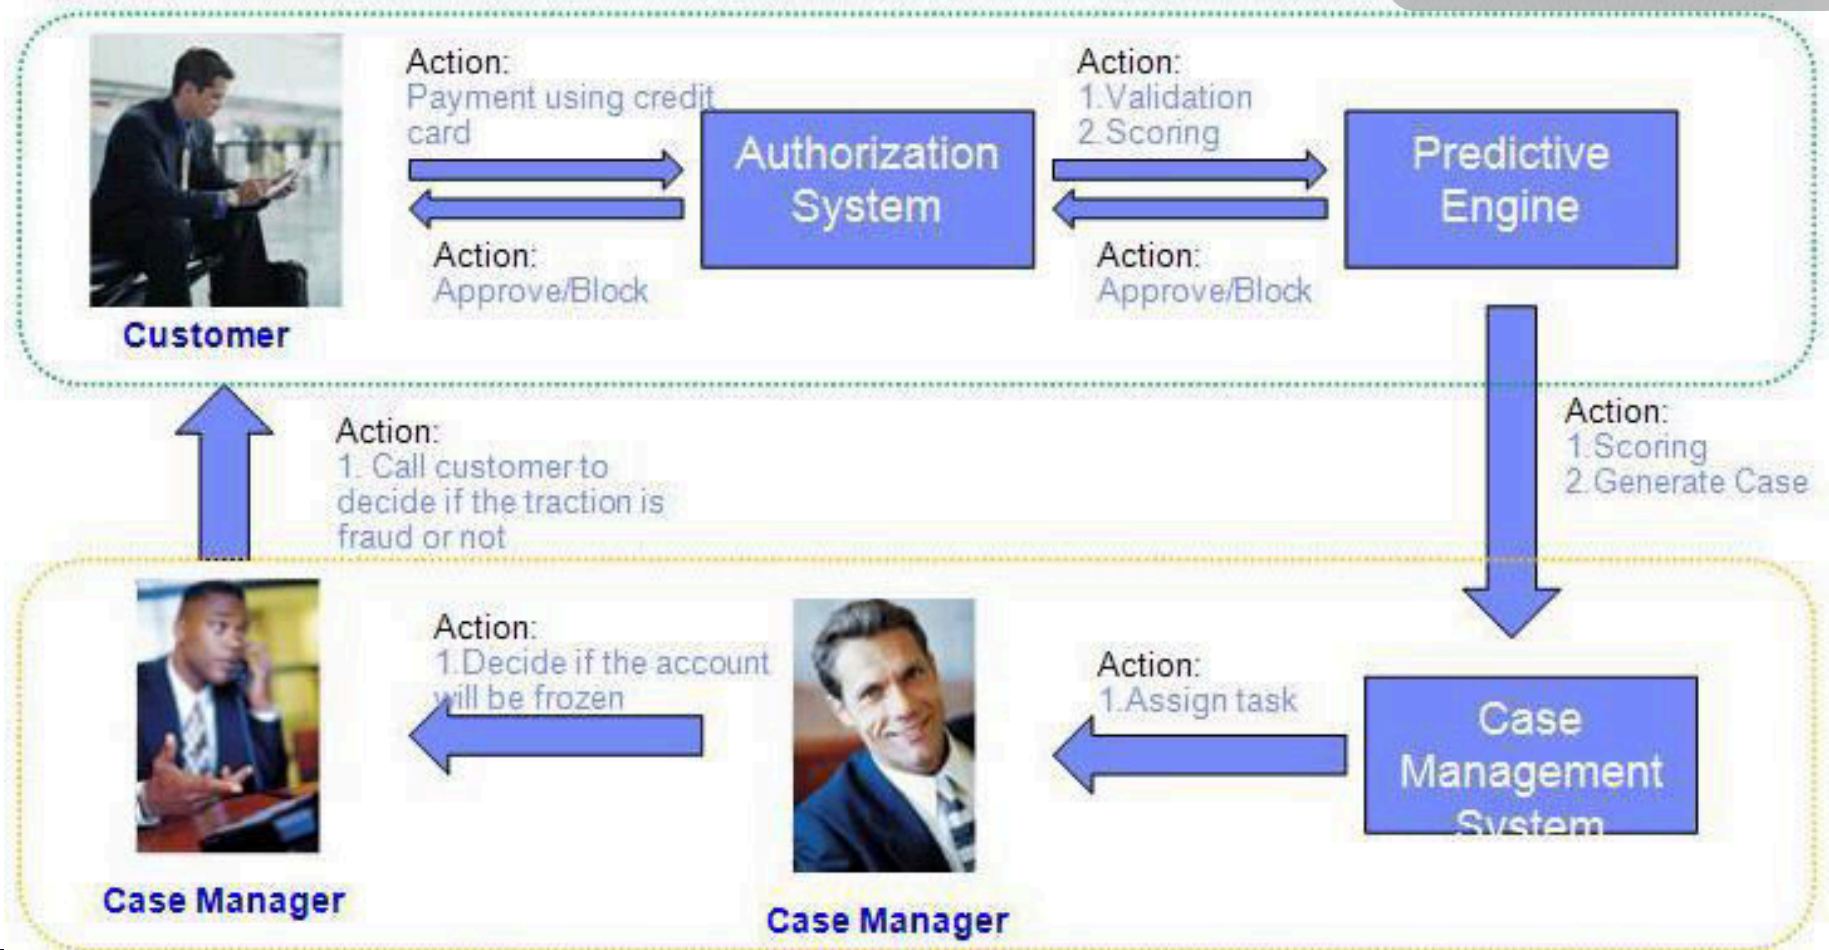 Action:
Payment using credit
card
Authorization
System
Action:
Approve/Block
Action:
1.Validation
2.Scoring
Predictive
Engine
Action:
Approve/Block
Customer
Action:
1.Scoring
2.Generate Case
Action:
1. Call customer to
decide if the traction is
fraud or not
Action:
1.Decide if the account
will be frozen
Action:
1.Assign task
Case
Management
System
Case Manager
Case Manager